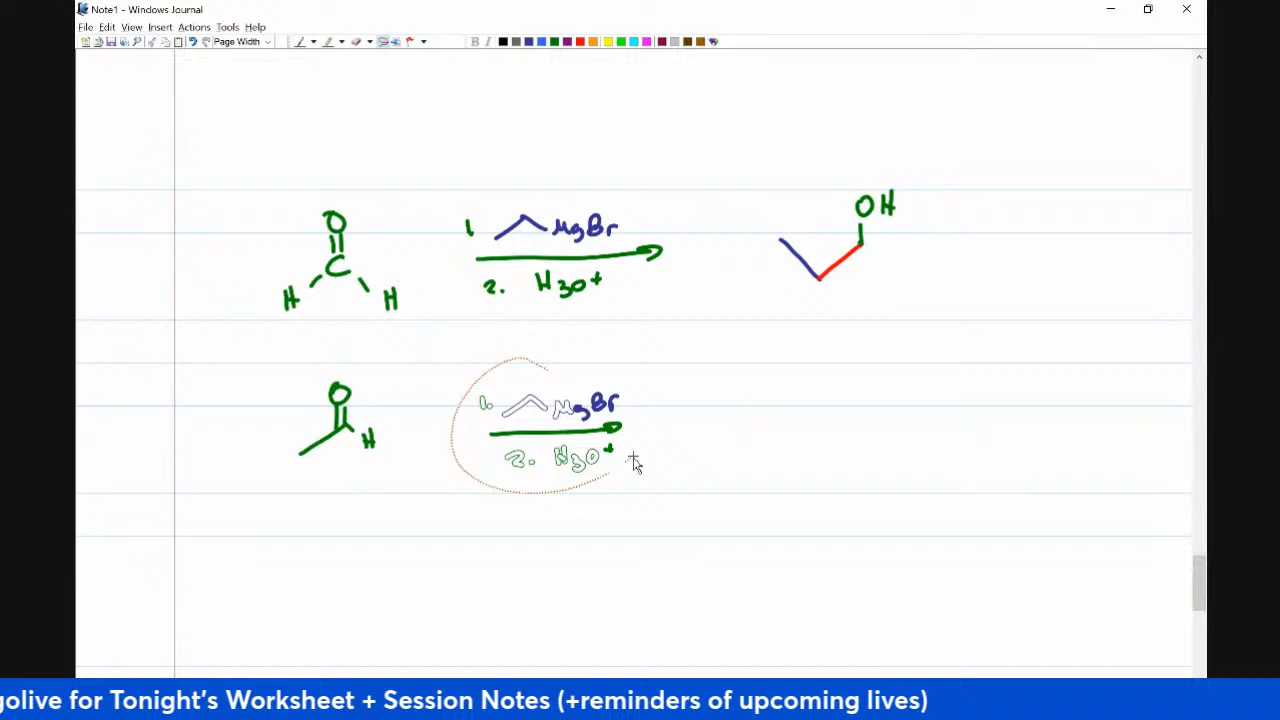 Note1 - Windows Journal
File Edit View Insert Actions Tools Help
Page Width
B I
O
C
H H
1. MgBr
2. H3O+
OH
O
H
1. MgBr
2. H3O+
golive for Tonight's Worksheet + Session Notes (+reminders of upcoming lives)